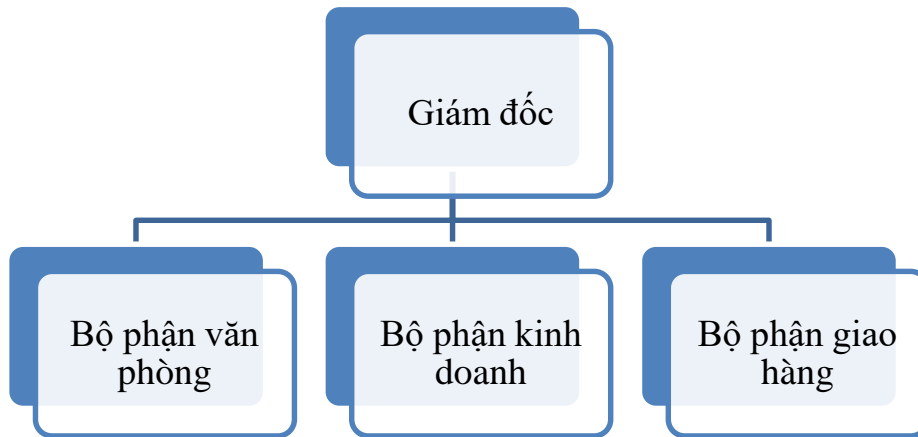 Giám đốc
Bộ phận văn
phòng
Bộ phận kinh
doanh
Bộ phận giao
hàng